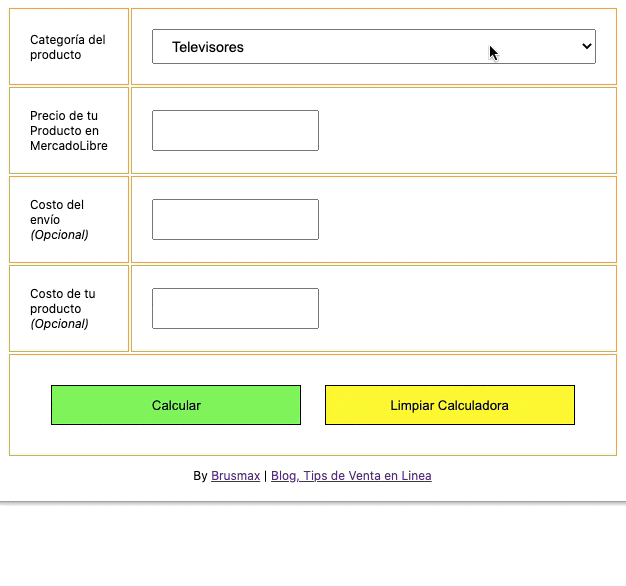 Categoría del
producto
Televisores
Precio de tu
Producto en
MercadoLibre
Costo del
envío
(Opcional)
Costo de tu
producto
(Opcional)
Calcular
Limpiar Calculadora
By Brusmax | Blog, Tips de Venta en Linea